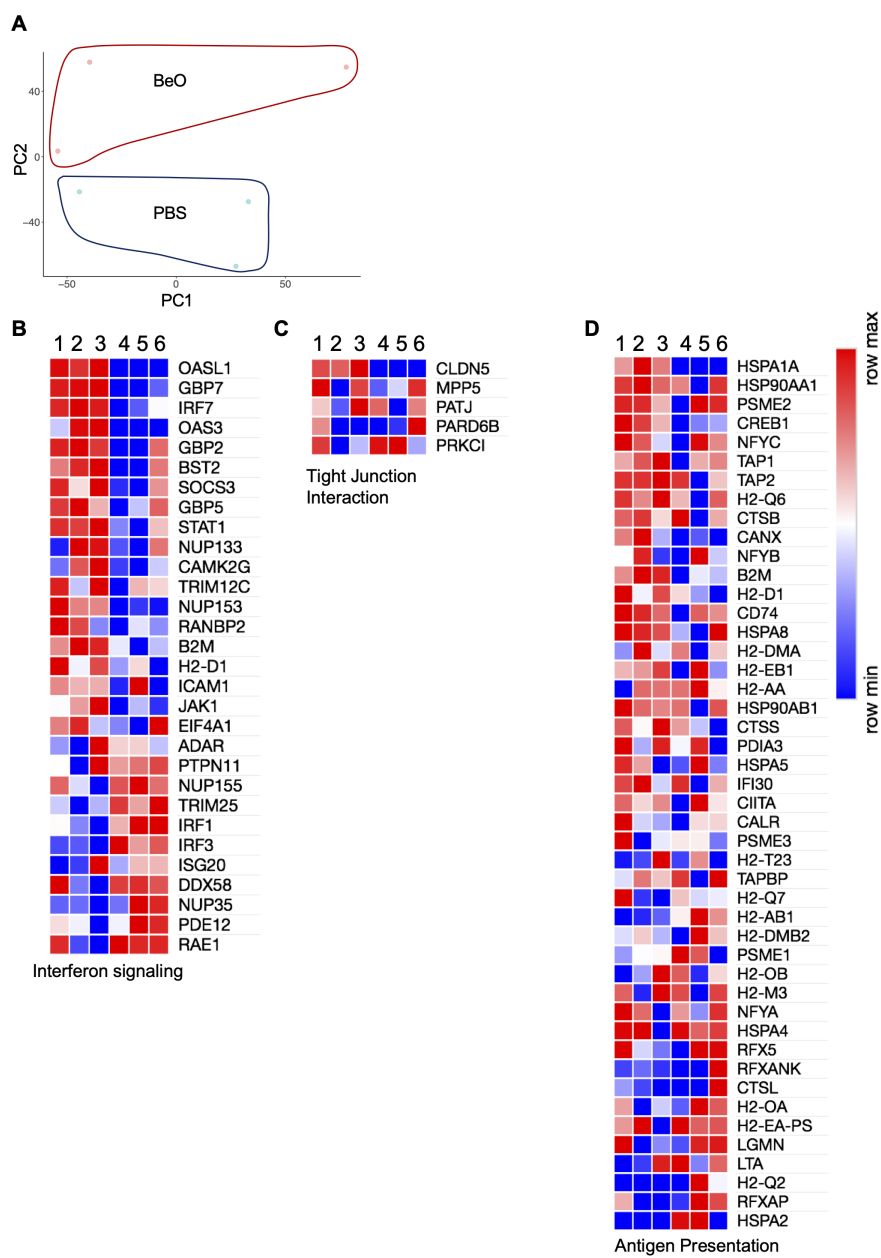 A
BeO
PBS
PC2
40
0
−40
−50
0
50
PC1
B
1 2 3 4 5 6
OASL1
GBP7
IRF7
OAS3
GBP2
BST2
SOCS3
GBP5
STAT1
NUP133
CAMK2G
TRIM12C
NUP153
RANBP2
B2M
H2-D1
ICAM1
JAK1
EIF4A1
ADAR
PTPN11
NUP155
TRIM25
IRF1
IRF3
ISG20
DDX58
NUP35
PDE12
RAE1
Interferon signaling
C
1 2 3 4 5 6
CLDN5
MPP5
PATJ
PARD6B
PRKCI
Tight Junction
Interaction
D
1 2 3 4 5 6
HSPA1A
HSP90AA1
PSME2
CREB1
NFYC
TAP1
TAP2
H2-Q6
CTSB
CANX
NFYB
B2M
H2-D1
CD74
HSPA8
H2-DMA
H2-EB1
H2-AA
HSP90AB1
CTSS
PDIA3
HSPA5
IFI30
CIITA
CALR
PSME3
H2-T23
TAPBP
H2-Q7
H2-AB1
H2-DMB2
PSME1
H2-OB
H2-M3
NFYA
HSPA4
RFX5
RFXANK
CTSL
H2-OA
H2-EA-PS
LGMN
LTA
H2-Q2
RFXAP
HSPA2
Antigen Presentation
row max
row min